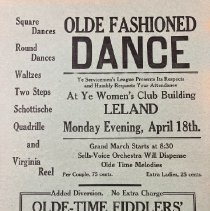 Square
Dances
Round
Dances
Waltzes
Two Steps
Schottische
Quadrille
and
Virginia
Reel
OLDE FASHIONED
DANCE
Ye Servicemen's League Presents Its Respects
and Humbly Requests Your Attendance
At Ye Women's Club Building
LELAND
Monday Evening, April 18th.
Grand March Starts at 8:30
Sells-Voice Orchestra Will Dispense
Olde Time Melodies
Per Couple, 75 cents. Extra Ladies, 25 cents.
Added Diversion. No Extra Charge
OLDE-TIME FIDDLERS'